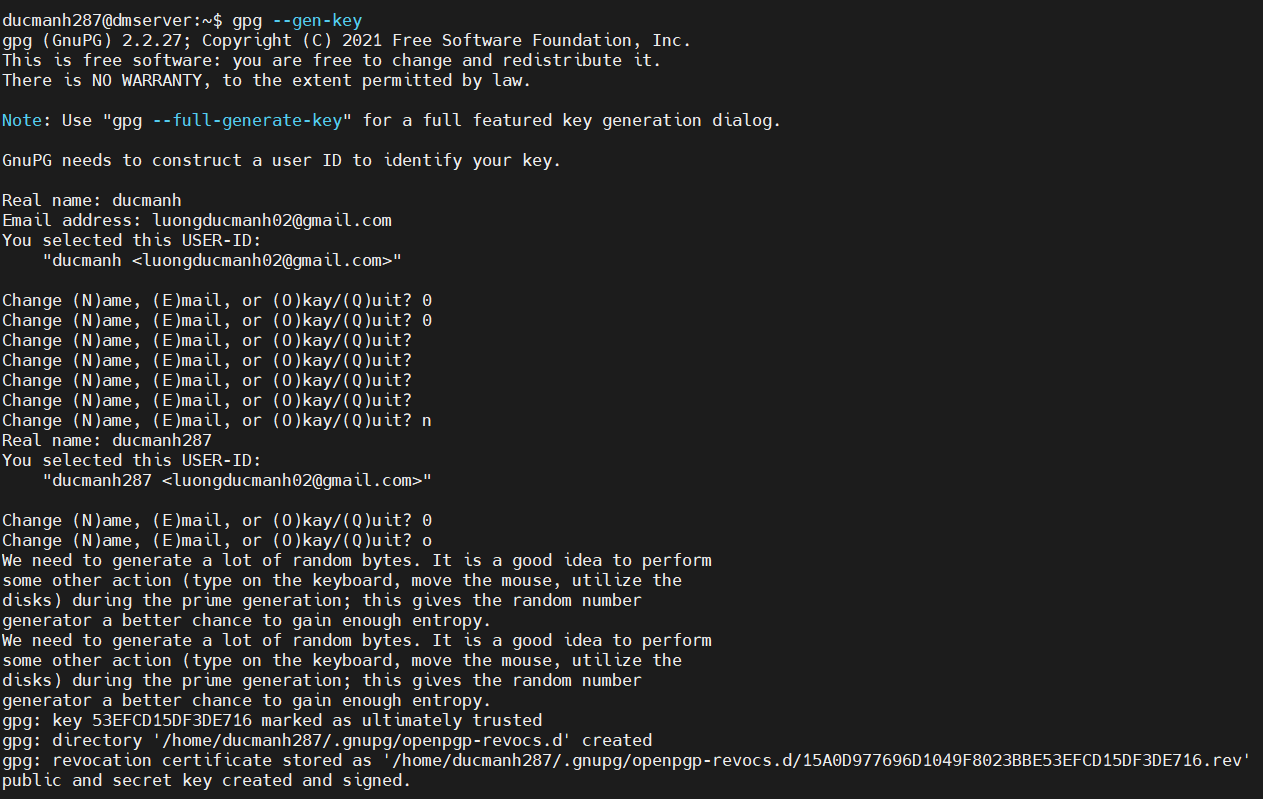 ducmanh287@dmserver:~$ gpg --gen-key
gpg (GnuPG) 2.2.27; Copyright (C) 2021 Free Software Foundation, Inc.
This is free software: you are free to change and redistribute it.
There is NO WARRANTY, to the extent permitted by law.

Note: Use "gpg --full-generate-key" for a full featured key generation dialog.

GnuPG needs to construct a user ID to identify your key.

Real name: ducmanh
Email address: luongducmanh02@gmail.com
You selected this USER-ID:
    "ducmanh <luongducmanh02@gmail.com>"

Change (N)ame, (E)mail, or (O)kay/(Q)uit? 0
Change (N)ame, (E)mail, or (O)kay/(Q)uit? 0
Change (N)ame, (E)mail, or (O)kay/(Q)uit?
Change (N)ame, (E)mail, or (O)kay/(Q)uit?
Change (N)ame, (E)mail, or (O)kay/(Q)uit?
Change (N)ame, (E)mail, or (O)kay/(Q)uit?
Change (N)ame, (E)mail, or (O)kay/(Q)uit? n
Real name: ducmanh287
You selected this USER-ID:
    "ducmanh287 <luongducmanh02@gmail.com>"

Change (N)ame, (E)mail, or (O)kay/(Q)uit? 0
Change (N)ame, (E)mail, or (O)kay/(Q)uit? o
We need to generate a lot of random bytes. It is a good idea to perform
some other action (type on the keyboard, move the mouse, utilize the
disks) during the prime generation; this gives the random number
generator a better chance to gain enough entropy.
We need to generate a lot of random bytes. It is a good idea to perform
some other action (type on the keyboard, move the mouse, utilize the
disks) during the prime generation; this gives the random number
generator a better chance to gain enough entropy.
gpg: key 53EFCD15DF3DE716 marked as ultimately trusted
gpg: directory '/home/ducmanh287/.gnupg/openpgp-revocs.d' created
gpg: revocation certificate stored as '/home/ducmanh287/.gnupg/openpgp-revocs.d/15A0D977696D1049F8023BBE53EFCD15DF3DE716.rev'
public and secret key created and signed.